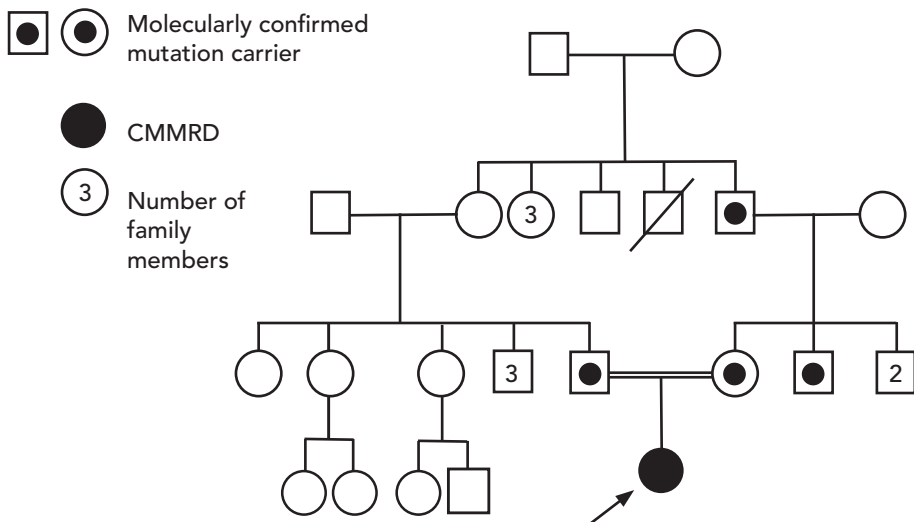 Molecularly confirmed
mutation carrier
CMMRD
3
Number of
family
members
3
3
2